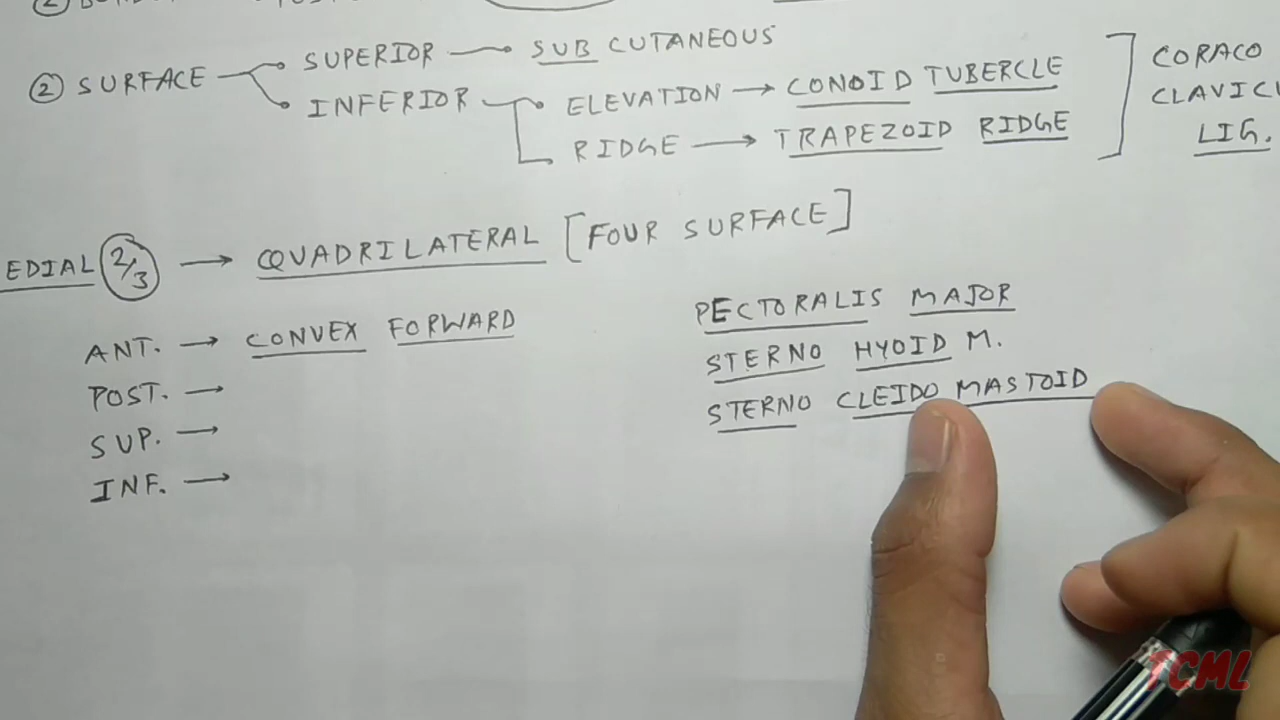 ② SURFACE SUPERIOR → SUB CUTANEOUS
INFERIOR ELEVATION → CONOID TUBERCLE
RIDGE → TRAPEZOID RIDGE
CORACO
CLAVICU
LIG.
EDIAL 2/3 → QUADRILATERAL [FOUR SURFACE]
ANT. → CONVEX FORWARD
POST. →
SUP. →
INF. →
PECTORALIS MAJOR
STERNO HYOID M.
STERNO CLEIDO MASTOID
TCML